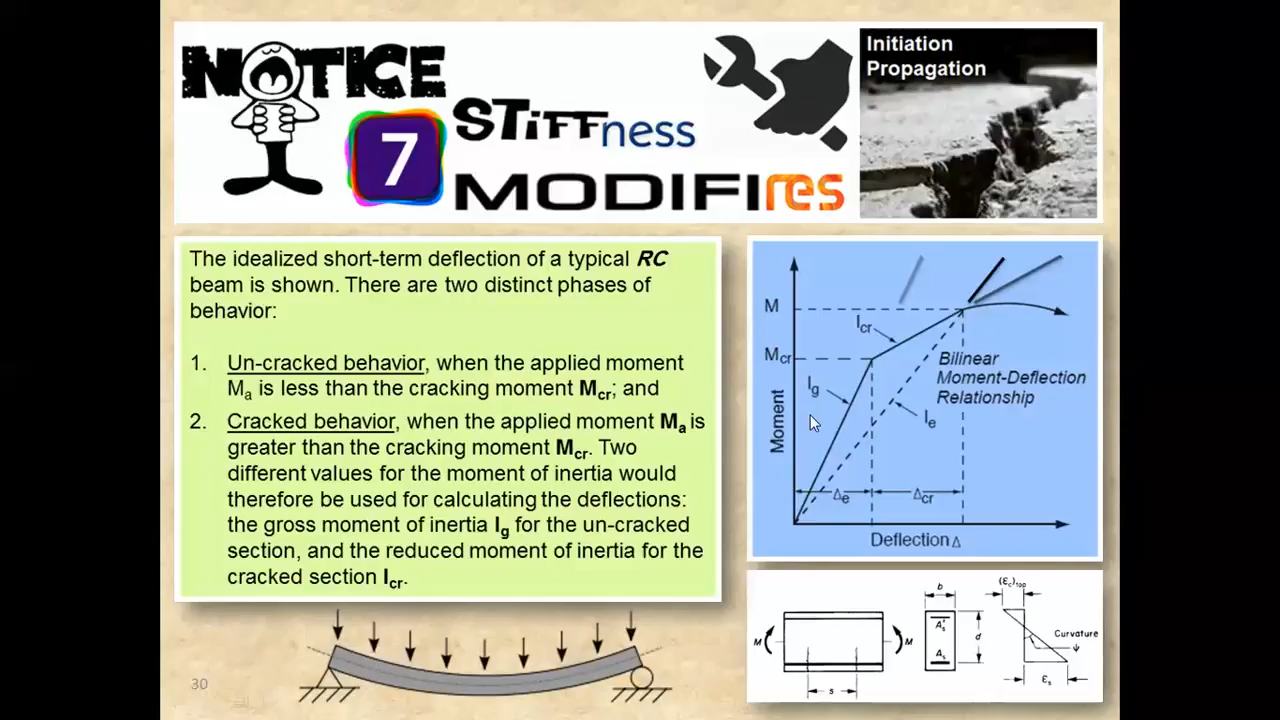 NOTICE
7
STiFFness
MODIFIres
Initiation
Propagation
The idealized short-term deflection of a typical RC
beam is shown. There are two distinct phases of
behavior:
1. Un-cracked behavior, when the applied moment
Ma is less than the cracking moment Mcr; and
2. Cracked behavior, when the applied moment Ma is
greater than the cracking moment Mcr. Two
different values for the moment of inertia would
therefore be used for calculating the deflections:
the gross moment of inertia Ig for the un-cracked
section, and the reduced moment of inertia for the
cracked section Icr.
M
Icr
Mcr
Bilinear
Moment-Deflection
Relationship
Ig
Ie
Moment
Δe
Δcr
Deflection Δ
M
M
s
b
A's
As
d
(εc)top
Curvature
ψ
εs
30